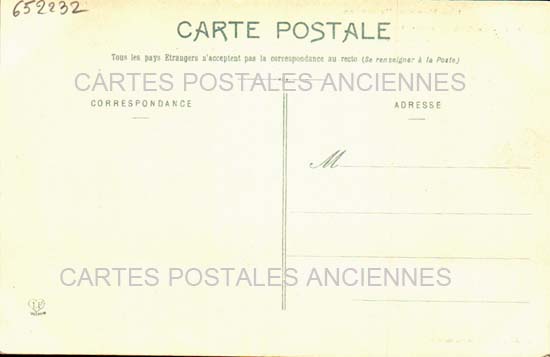 652232
CARTE POSTALE
Tous les pays Etrangers n'acceptent pas la correspondance au recto (Se renseigner à la Poste)
CARTES POSTALES ANCIENNES
CORRESPONDANCE
ADRESSE
M
CARTES POSTALES ANCIENNES